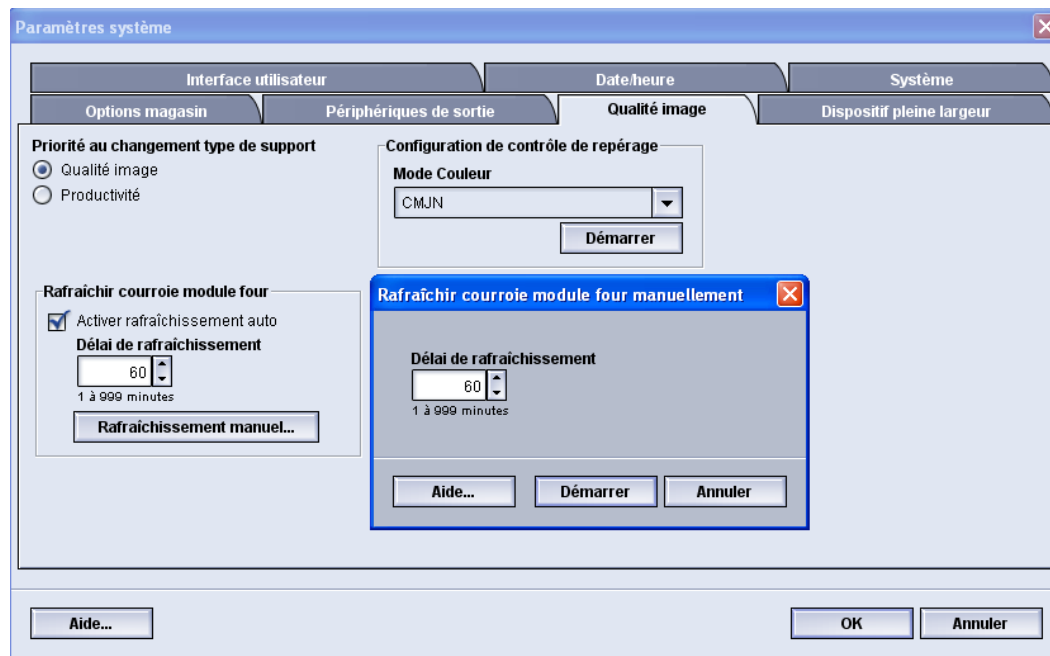 Paramètres système
Interface utilisateur
Date/heure
Système
Options magasin
Périphériques de sortie
Qualité image
Dispositif pleine largeur
Priorité au changement type de support
Qualité image
Productivité
Configuration de contrôle de repérage
Mode Couleur
CMJN
Démarrer
Rafraîchir courroie module four
Activer rafraîchissement auto
Délai de rafraîchissement
60
1 à 999 minutes
Rafraîchissement manuel...
Rafraîchir courroie module four manuellement
Délai de rafraîchissement
60
1 à 999 minutes
Aide...
Démarrer
Annuler
Aide...
OK
Annuler